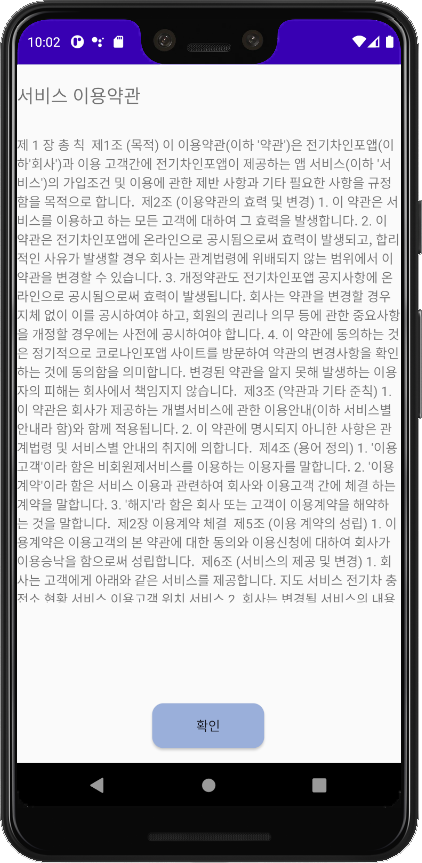 10:02
서비스 이용약관
제 1 장 총 칙  제1조 (목적) 이 이용약관(이하 '약관')은 전기차인포앱(이
하'회사')과 이용 고객간에 전기차인포앱이 제공하는 앱 서비스(이하 '서
비스')의 가입조건 및 이용에 관한 제반 사항과 기타 필요한 사항을 규정
함을 목적으로 합니다.  제2조 (이용약관의 효력 및 변경) 1. 이 약관은 서
비스를 이용하고 하는 모든 고객에 대하여 그 효력을 발생합니다. 2. 이
약관은 전기차인포앱에 온라인으로 공시됨으로써 효력이 발생되고, 합리
적인 사유가 발생할 경우 회사는 관계법령에 위배되지 않는 범위에서 이
약관을 변경할 수 있습니다. 3. 개정약관도 전기차인포앱 공지사항에 온
라인으로 공시됨으로써 효력이 발생됩니다. 회사는 약관을 변경할 경우
지체 없이 이를 공시하여야 하고, 회원의 권리나 의무 등에 관한 중요사항
을 개정할 경우에는 사전에 공시하여야 합니다. 4. 이 약관에 동의하는 것
은 정기적으로 코로나인포앱 사이트를 방문하여 약관의 변경사항을 확인
하는 것에 동의함을 의미합니다. 변경된 약관을 알지 못해 발생하는 이용
자의 피해는 회사에서 책임지지 않습니다.  제3조 (약관과 기타 준칙) 1.
이 약관은 회사가 제공하는 개별서비스에 관한 이용안내(이하 서비스별
안내라 함)와 함께 적용됩니다. 2. 이 약관에 명시되지 아니한 사항은 관
계법령 및 서비스별 안내의 취지에 의합니다.  제4조 (용어 정의) 1. '이용
고객'이라 함은 비회원제서비스를 이용하는 이용자를 말합니다. 2. '이용
계약'이라 함은 서비스 이용과 관련하여 회사와 이용고객 간에 체결 하는
계약을 말합니다. 3. '해지'라 함은 회사 또는 고객이 이용계약을 해약하
는 것을 말합니다.  제2장 이용계약 체결  제5조 (이용 계약의 성립) 1. 이
용계약은 이용고객의 본 약관에 대한 동의와 이용신청에 대하여 회사가
이용승낙을 함으로써 성립합니다.  제6조 (서비스의 제공 및 변경) 1. 회
사는 고객에게 아래와 같은 서비스를 제공합니다. 지도 서비스 전기차 충
전소 현황 서비스 이용고객 위치 서비스 2. 회사는 변경될 서비스의 내용
확인